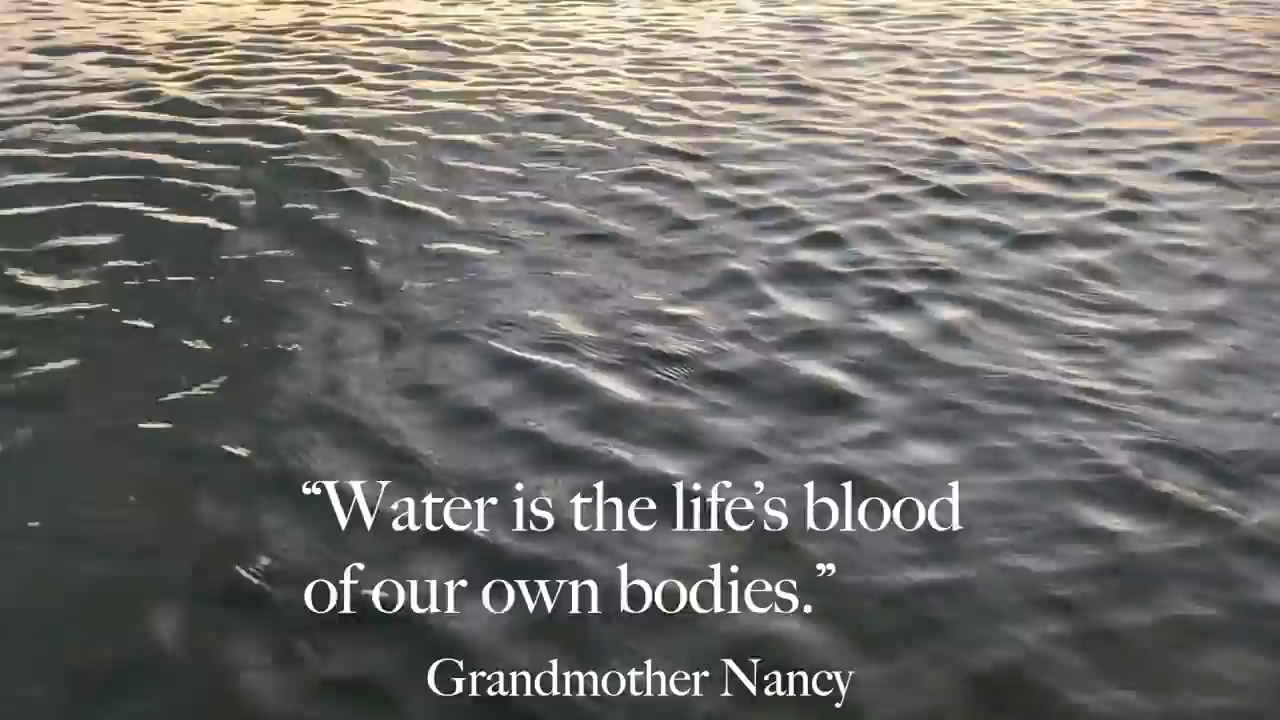 “Water is the life’s blood
of our own bodies.”
Grandmother Nancy